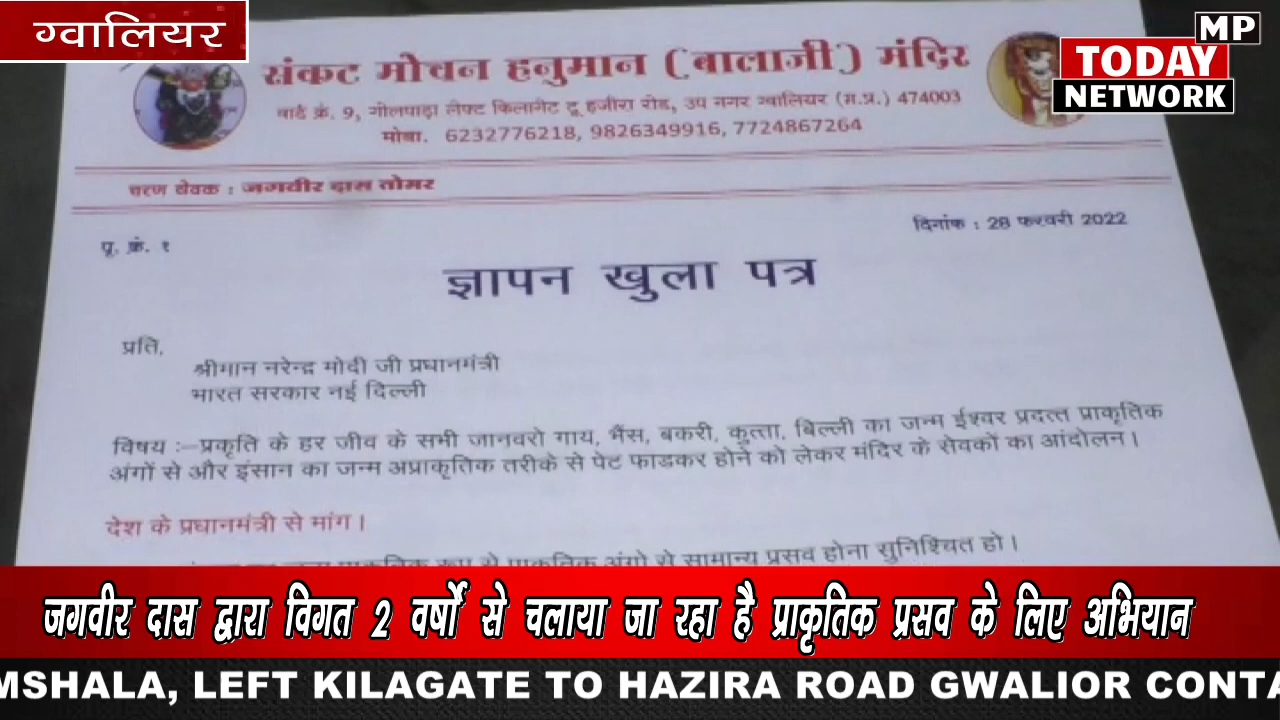 ग्वालियर
MP
TODAY
NETWORK
संकट मोचन हनुमान (बालाजी) मंदिर
वार्ड क्रं. 9, गोलपाड़ा लेफ्ट किलागेट टू हजीरा रोड, उप नगर ग्वालियर (म.प्र.) 474003
मोबा. 6232776218, 9826349916, 7724867264
चरण सेवक : जगवीर दास तोमर
पृ. क्रं. १
दिनांक : 28 फरवरी 2022
ज्ञापन खुला पत्र
प्रति,
श्रीमान नरेन्द्र मोदी जी प्रधानमंत्री
भारत सरकार नई दिल्ली
विषय :–प्रकृति के हर जीव के सभी जानवरो गाय, भैंस, बकरी, कुत्ता, बिल्ली का जन्म ईश्वर प्रदत्त प्राकृतिक
अंगों से और इंसान का जन्म अप्राकृतिक तरीके से पेट फाडकर होने को लेकर मंदिर के सेवकों का आंदोलन।
देश के प्रधानमंत्री से मांग।
प्राकृतिक रूप से प्राकृतिक अंगो से सामान्य प्रसव होना सुनिश्चित हो।
जगवीर दास द्वारा विगत 2 वर्षों से चलाया जा रहा है प्राकृतिक प्रसव के लिए अभियान
MSHALA, LEFT KILAGATE TO HAZIRA ROAD GWALIOR CONTA